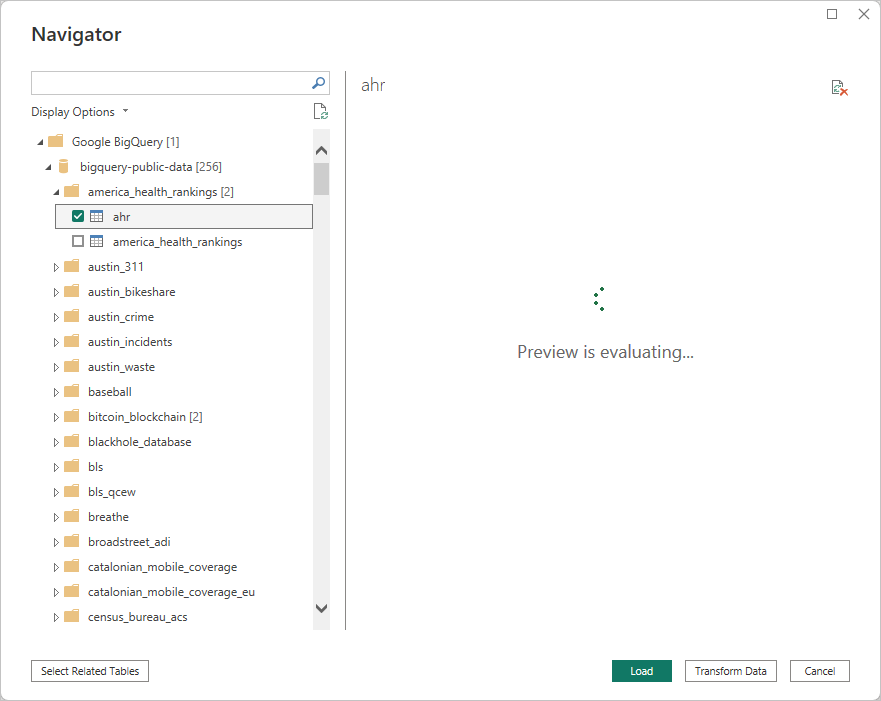 Navigator
Display Options
Google BigQuery [1]
bigquery-public-data [256]
america_health_rankings [2]
ahr
america_health_rankings
austin_311
austin_bikeshare
austin_crime
austin_incidents
austin_waste
baseball
bitcoin_blockchain [2]
blackhole_database
bls
bls_qcew
breathe
broadstreet_adi
catalonian_mobile_coverage
catalonian_mobile_coverage_eu
census_bureau_acs
ahr
Preview is evaluating...
Select Related Tables
Load
Transform Data
Cancel